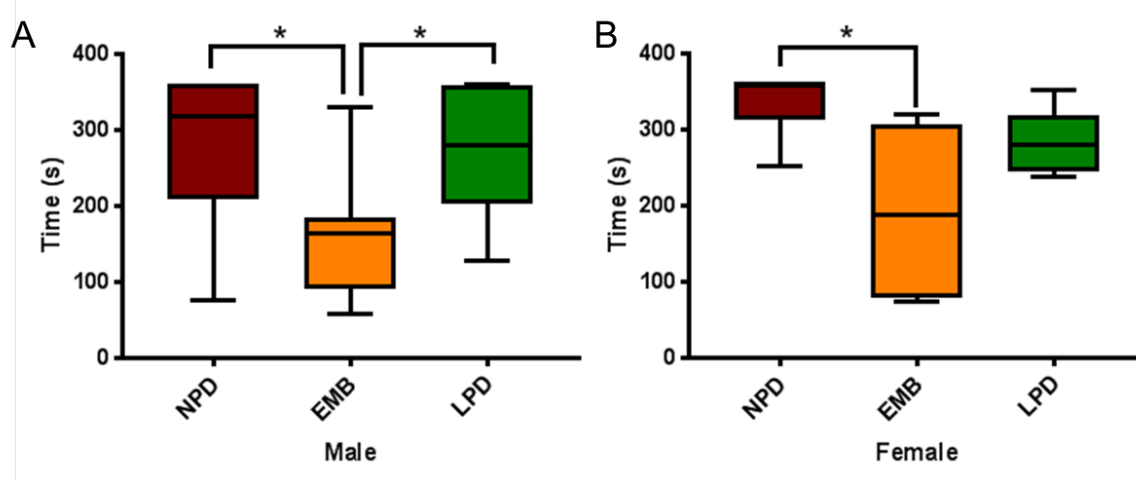 A
* *
400
300
200
100
0
Time (s)
NPD
EMB
LPD
Male
B
*
400
300
200
100
0
Time (s)
NPD
EMB
LPD
Female